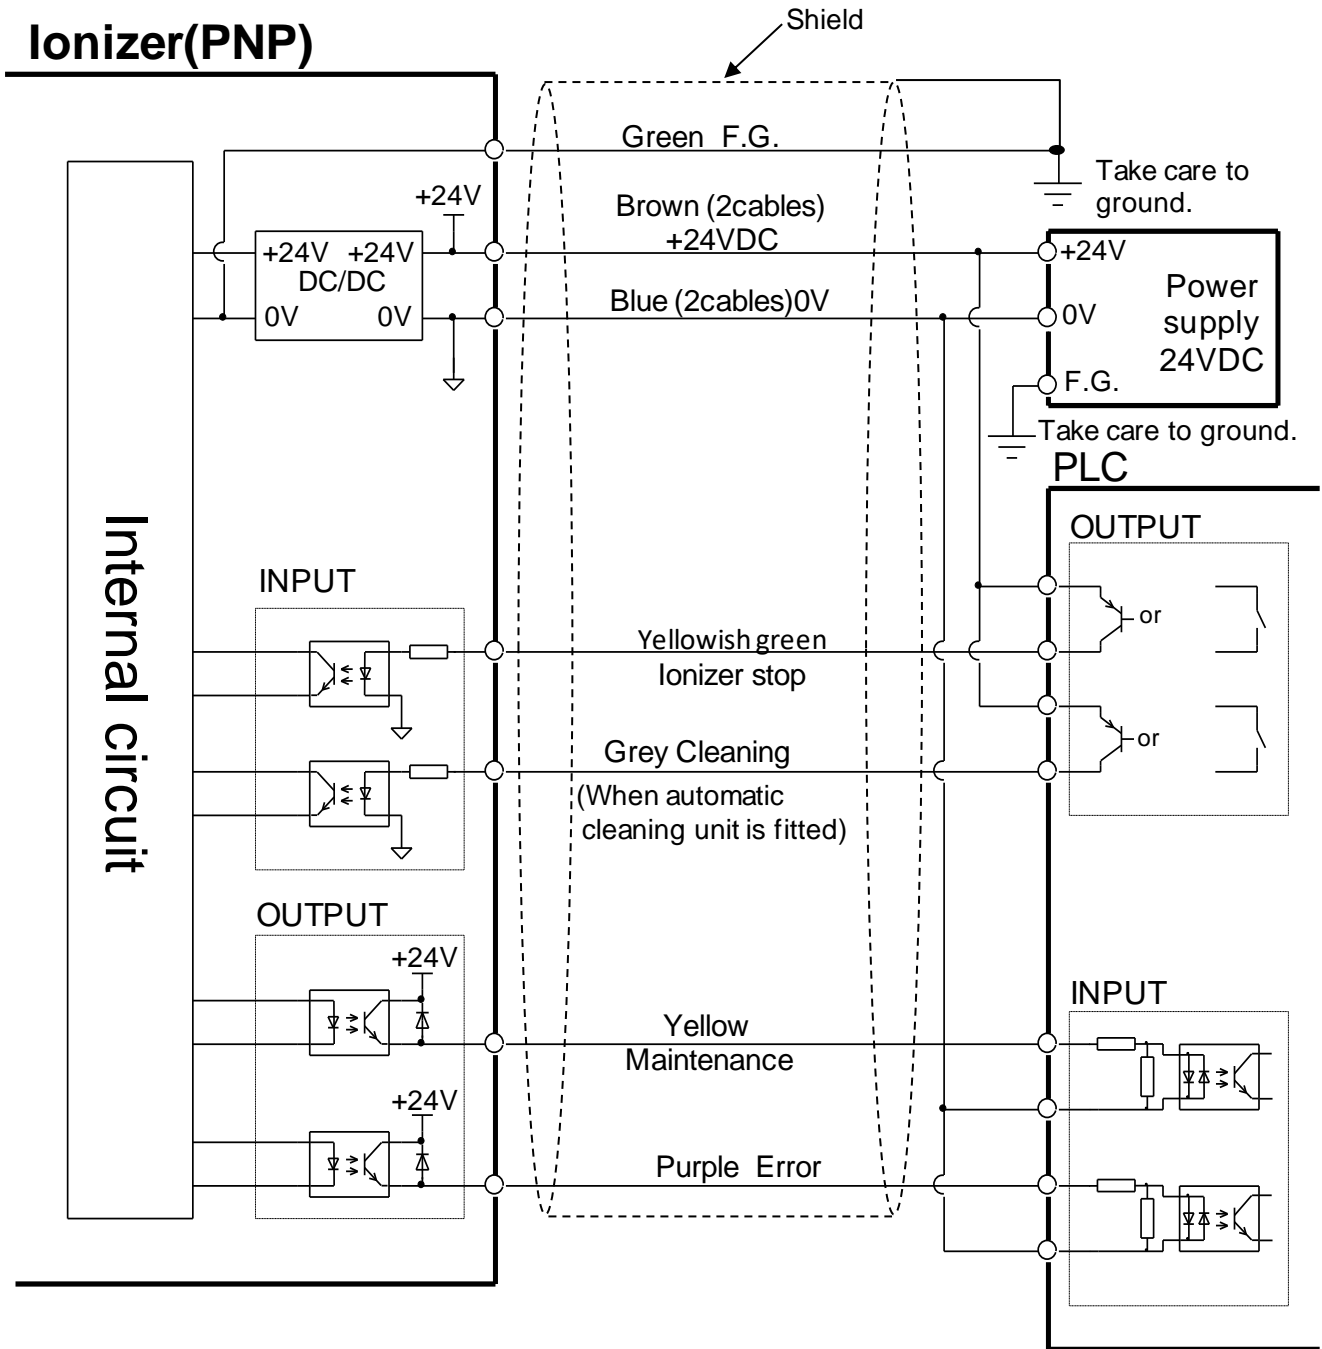 Shield
Ionizer(PNP)
Green F.G.
Take care to
ground.
+24V
Brown (2cables)
+24VDC
+24V +24V
DC/DC
0V 0V
Blue (2cables)0V
+24V
0V
F.G.
Power
supply
24VDC
Take care to ground.
PLC
OUTPUT
Internal circuit
INPUT
or
Yellowish green
Ionizer stop
or
Grey Cleaning
(When automatic
cleaning unit is fitted)
OUTPUT
+24V
INPUT
Yellow
Maintenance
+24V
Purple Error